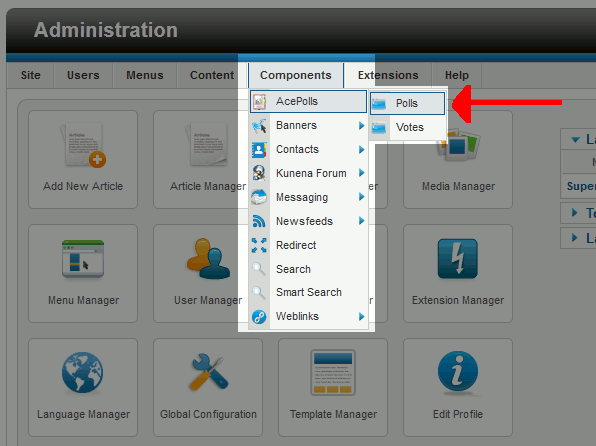 Administration
Site Users Menus Content Components Extensions Help
AcePolls
Polls
Votes
Banners
Contacts
Kunena Forum
Messaging
Newsfeeds
Redirect
Search
Smart Search
Weblinks
Add New Article
Article Manager
Media Manager
Menu Manager
User Manager
Extension Manager
Language Manager
Global Configuration
Template Manager
Edit Profile
La
Super
To
La